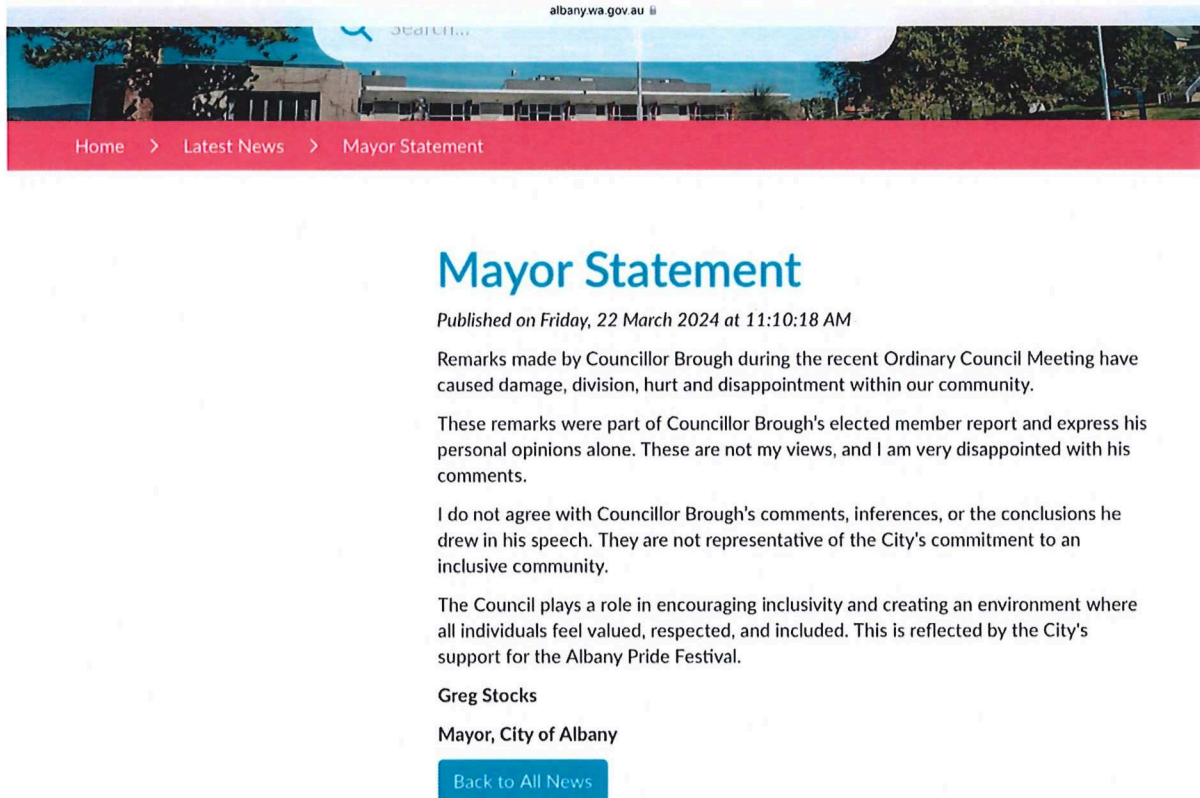 albany.wa.gov.au
Search...
Home > Latest News > Mayor Statement
Mayor Statement
Published on Friday, 22 March 2024 at 11:10:18 AM
Remarks made by Councillor Brough during the recent Ordinary Council Meeting have
caused damage, division, hurt and disappointment within our community.
These remarks were part of Councillor Brough's elected member report and express his
personal opinions alone. These are not my views, and I am very disappointed with his
comments.
I do not agree with Councillor Brough's comments, inferences, or the conclusions he
drew in his speech. They are not representative of the City's commitment to an
inclusive community.
The Council plays a role in encouraging inclusivity and creating an environment where
all individuals feel valued, respected, and included. This is reflected by the City's
support for the Albany Pride Festival.
Greg Stocks
Mayor, City of Albany
Back to All News